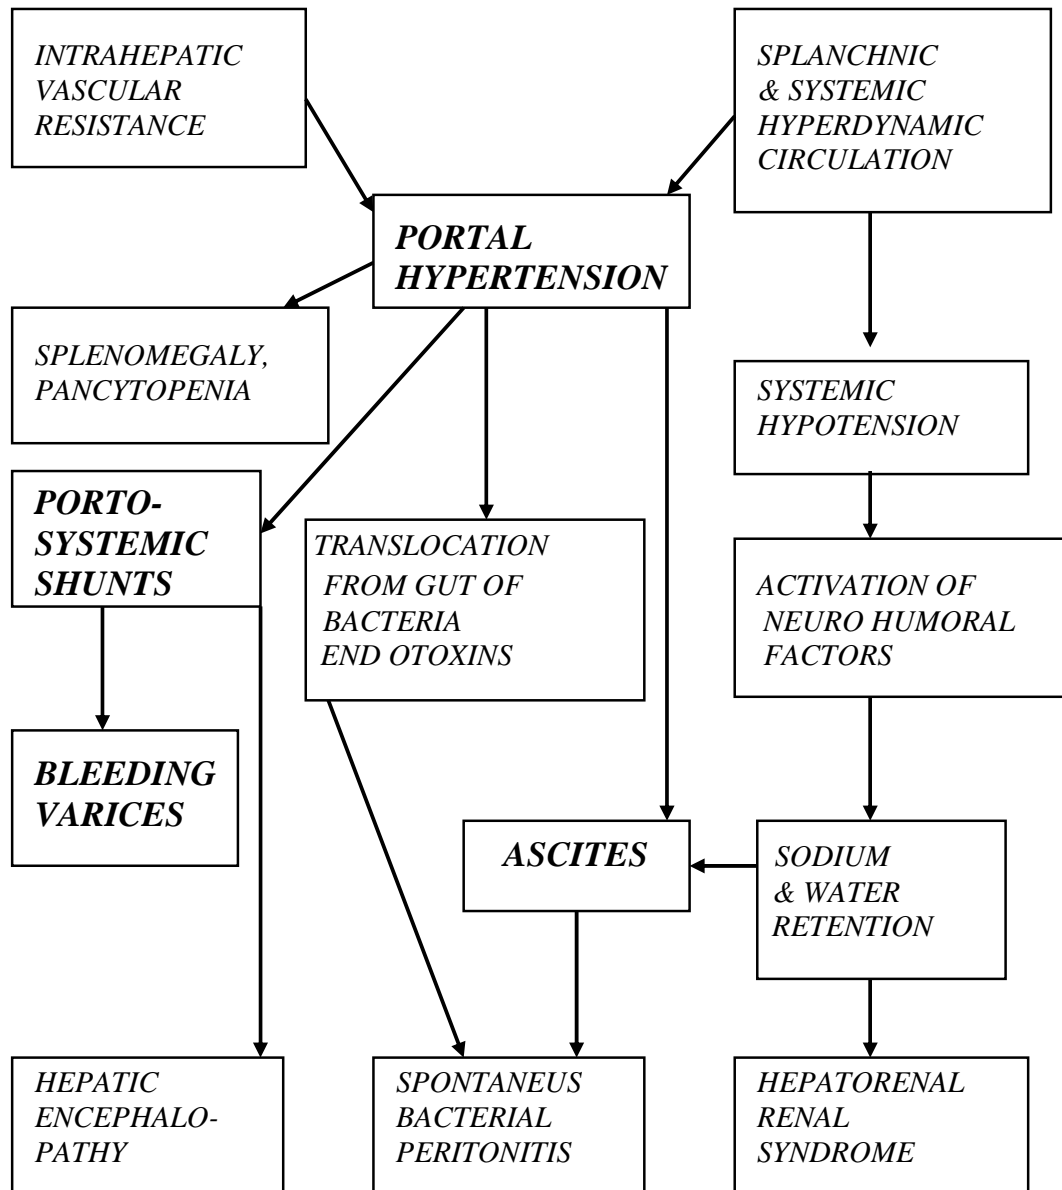 INTRAHEPATIC
VASCULAR
RESISTANCE
SPLANCHNIC
& SYSTEMIC
HYPERDYNAMIC
CIRCULATION
PORTAL
HYPERTENSION
SPLENOMEGALY,
PANCYTOPENIA
SYSTEMIC
HYPOTENSION
PORTO-
SYSTEMIC
SHUNTS
TRANSLOCATION
FROM GUT OF
BACTERIA
END OTOXINS
ACTIVATION OF
NEURO HUMORAL
FACTORS
BLEEDING
VARICES
ASCITES
SODIUM
& WATER
RETENTION
HEPATIC
ENCEPHALO-
PATHY
SPONTANEUS
BACTERIAL
PERITONITIS
HEPATORENAL
RENAL
SYNDROME